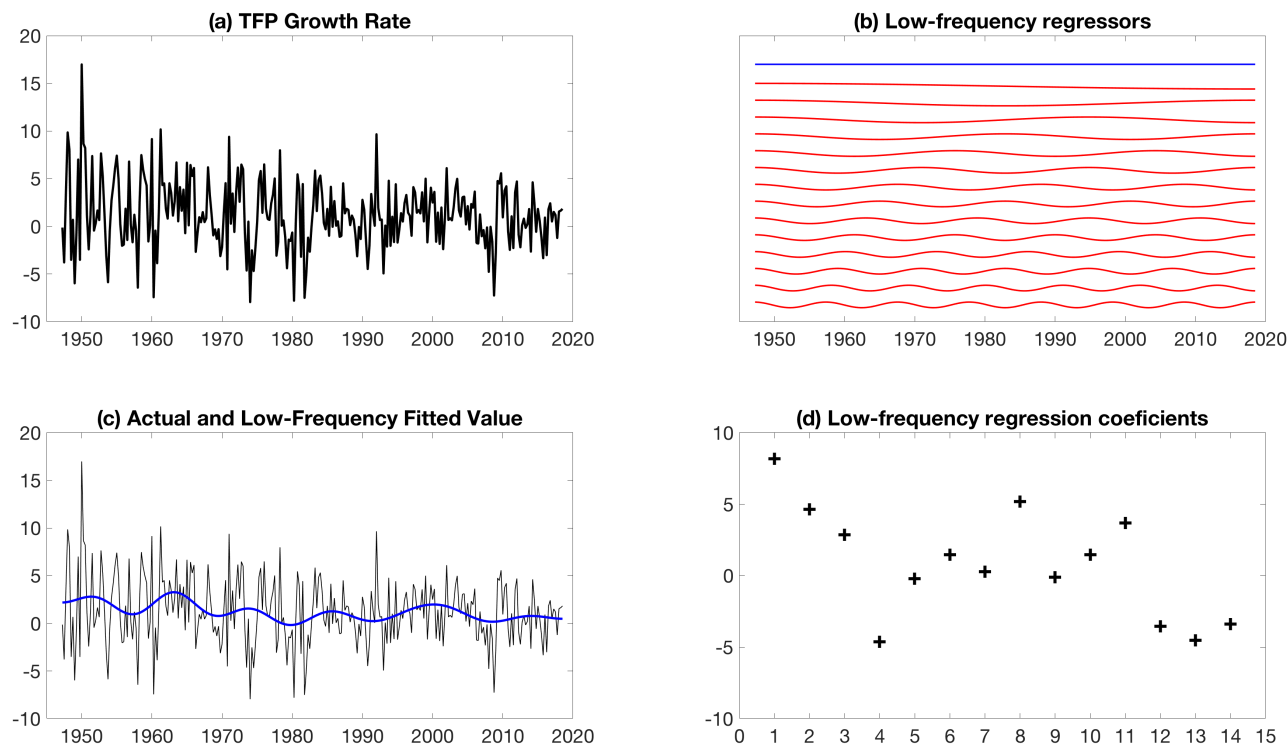 (a) TFP Growth Rate
20
15
10
5
0
-5
-10
1950 1960 1970 1980 1990 2000 2010 2020
(b) Low-frequency regressors
1950 1960 1970 1980 1990 2000 2010 2020
(c) Actual and Low-Frequency Fitted Value
20
15
10
5
0
-5
-10
1950 1960 1970 1980 1990 2000 2010 2020
(d) Low-frequency regression coeficients
10
5
0
-5
-10
0 1 2 3 4 5 6 7 8 9 10 11 12 13 14 15